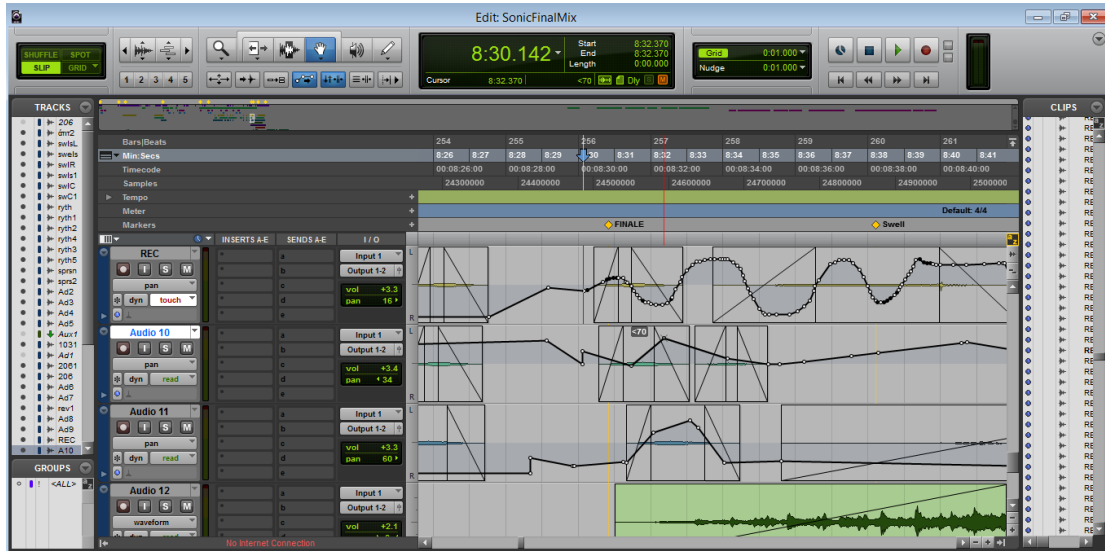 Edit: SonicFinalMix
SHUFFLE SPOT
SLIP GRID
1 2 3 4 5
8:30.142
Start 8:32.370
End 8:32.370
Length 0:00.000
Cursor 8:32.370 <70 Dly S M
Grid 0:01.000
Nudge 0:01.000
TRACKS
206
swIsL
swels
swIR
swIs1
swIC
swC1
ryth
ryth1
ryth2
ryth4
ryth3
ryth5
sprsn
sprs2
Ad2
Ad3
Ad4
Ad5
Aux1
1031
Ad1
2061
206
Ad6
Ad7
rev1
Ad8
Ad9
REC
A10
GROUPS
! <ALL>
Bars|Beats 254 255 256 257 258 259 260 261
Min:Secs 8:26 8:27 8:28 8:29 8:30 8:31 8:32 8:33 8:34 8:35 8:36 8:37 8:38 8:39 8:40 8:41
Timecode 00:08:26:00 00:08:28:00 00:08:30:00 00:08:32:00 00:08:34:00 00:08:36:00 00:08:38:00 00:08:40:00
Samples 24300000 24400000 24500000 24600000 24700000 24800000 24900000 2500000
Tempo
Meter Default: 4/4
Markers FINALE Swell
INSERTS A-E SENDS A-E I / O
REC
I S M
pan
dyn touch
a
b
c
d
e
Input 1
Output 1-2
vol +3.3
pan 16
L
R
Audio 10
I S M
pan
dyn read
a
b
c
d
e
Input 1
Output 1-2
vol +3.4
pan 34
<70
L
R
Audio 11
I S M
pan
dyn read
a
b
c
d
e
Input 1
Output 1-2
vol +3.3
pan 60
L
R
Audio 12
I S M
waveform
a
b
c
Input 1
Output 1-2
vol +2.1
No Internet Connection
CLIPS